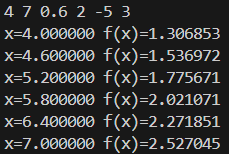 4 7 0.6 2 -5 3
x=4.000000 f(x)=1.306853
x=4.600000 f(x)=1.536972
x=5.200000 f(x)=1.775671
x=5.800000 f(x)=2.021071
x=6.400000 f(x)=2.271851
x=7.000000 f(x)=2.527045